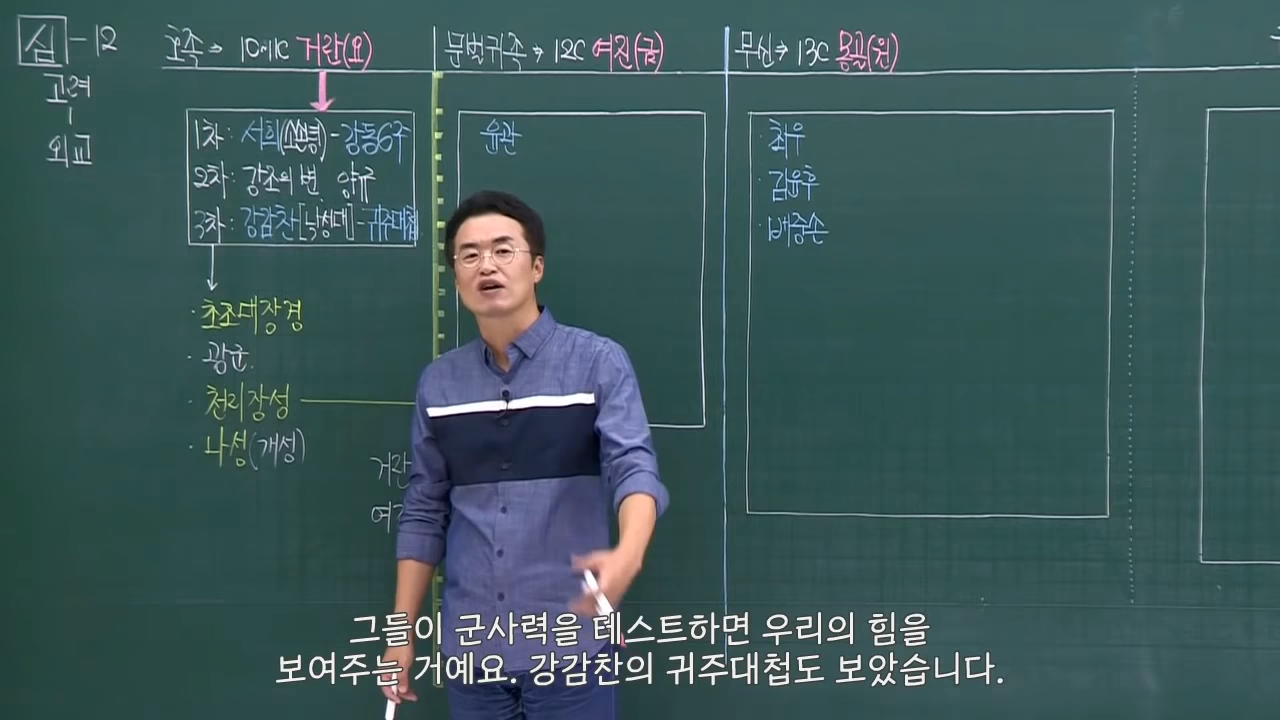 심-12
고려
외교
호족→ 10~11C 거란(요)
1차: 서희(소손녕)-강동6주
2차: 강조의 변 양규
3차: 강감찬[낙성대]-귀주대첩
·초조대장경
·광군.
·천리장성
·나성(개성)
거란
여
문벌귀족→ 12C 여진(금)
윤관
무신→ 13C 몽골(원)
·최우
·김윤후
·배중손
그들이 군사력을 테스트하면 우리의 힘을
보여주는 거예요. 강감찬의 귀주대첩도 보았습니다.